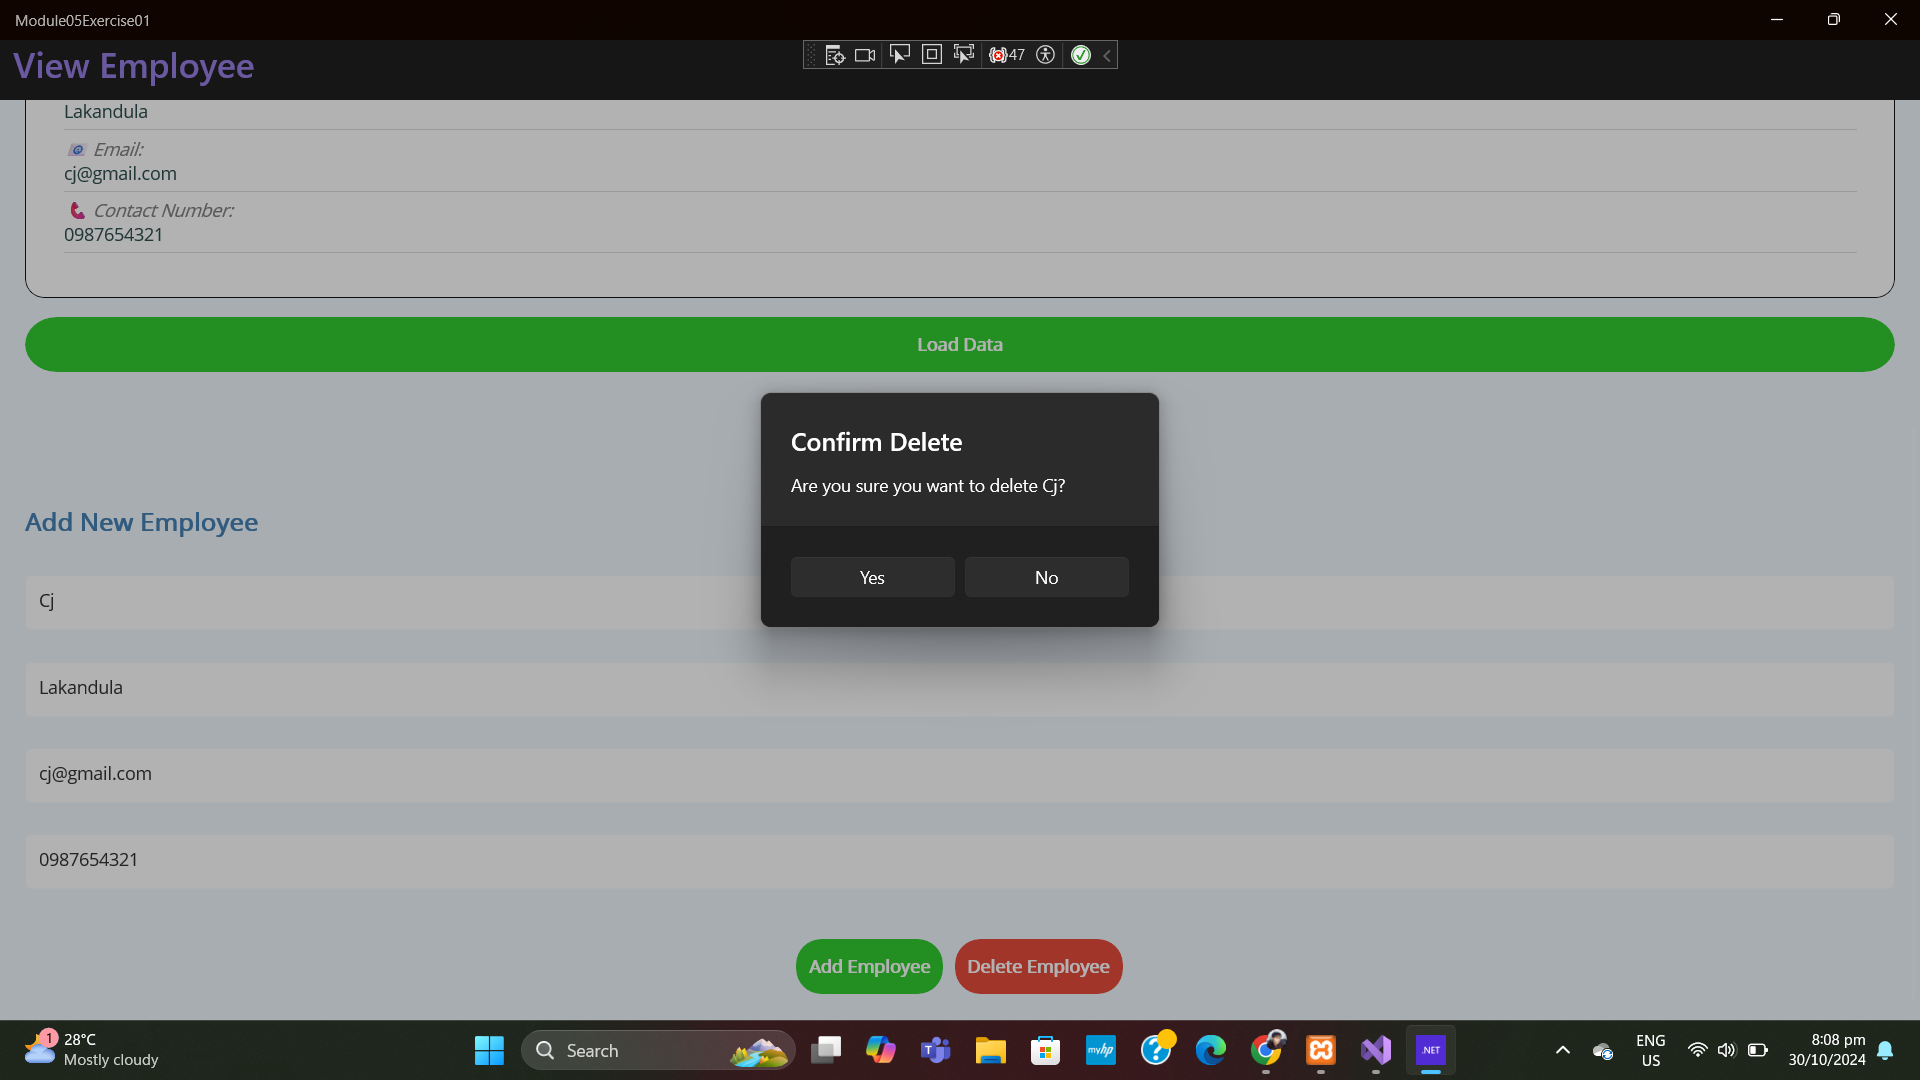 Module05Exercise01
View Employee
47
Lakandula
Email:
cj@gmail.com
Contact Number:
0987654321
Load Data
Confirm Delete
Are you sure you want to delete Cj?
Yes
No
Add New Employee
Cj
Lakandula
cj@gmail.com
0987654321
Add Employee
Delete Employee
1
28°C
Mostly cloudy
Search
myhp
.NET
ENG
US
8:08 pm
30/10/2024